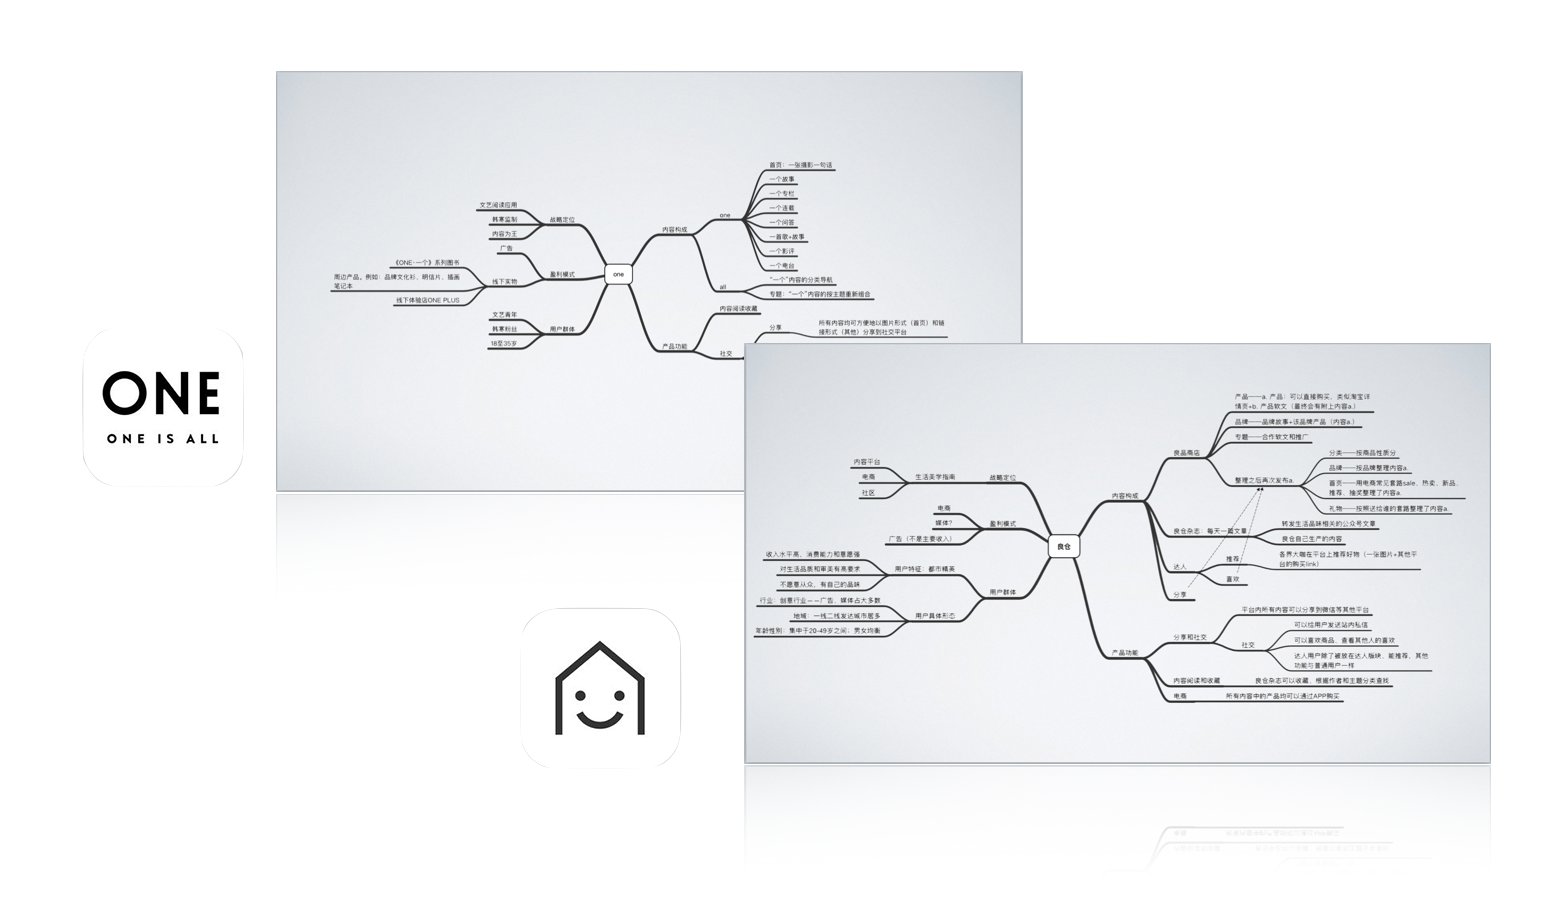 ONE
ONE IS ALL
one
战略定位
文艺阅读应用
韩寒监制
内容为王
盈利模式
广告
线下实物
《ONE·一个》系列图书
周边产品，例如：品牌文化衫、明信片、插画
笔记本
线下体验店ONE PLUS
用户群体
文艺青年
韩寒粉丝
18至35岁
内容构成
one
首页：一张摄影一句话
一个故事
一个专栏
一个连载
一个问答
一首歌+故事
一个影评
一个电台
all
“一个”内容的分类导航
专题：“一个”内容的按主题重新组合
产品功能
内容阅读收藏
社交
分享
所有内容均可方便地以图片形式（首页）和链
接形式（其他）分享到社交平台
良仓
战略定位
生活美学指南
内容平台
电商
社区
盈利模式
电商
媒体？
广告（不是主要收入）
用户群体
用户特征：都市精英
收入水平高，消费能力和意愿强
对生活品质和审美有高要求
不愿意从众，有自己的品味
用户具体形态
行业：创意行业——广告、媒体占大多数
地域：一线二线发达城市居多
年龄性别：集中于20-49岁之间；男女均衡
内容构成
良品商店
产品——a. 产品：可以直接购买，类似淘宝详
情页+b. 产品软文（最终会有附上内容a.）
品牌——品牌故事+该品牌产品（内容a.）
专题——合作软文和推广
整理之后再次发布a.
分类——按商品性质分
品牌——按品牌整理内容a.
首页——用电商常见套路sale、热卖、新品、
推荐、抽奖整理了内容a.
礼物——按照送给谁的套路整理了内容a.
良仓杂志：每天一篇文章
转发生活品味相关的公众号文章
良仓自己生产的内容
达人
推荐
各界大咖在平台上推荐好物（一张图片+其他平
台的购买link）
喜欢
分享
产品功能
分享和社交
平台内所有内容可以分享到微信等其他平台
社交
可以给用户发送站内私信
可以喜欢商品，查看其他人的喜欢
达人用户除了被放在达人版块，能推荐，其他
功能与普通用户一样
内容阅读和收藏
良仓杂志可以收藏，根据作者和主题分类查找
电商
所有内容中的产品均可以通过APP购买